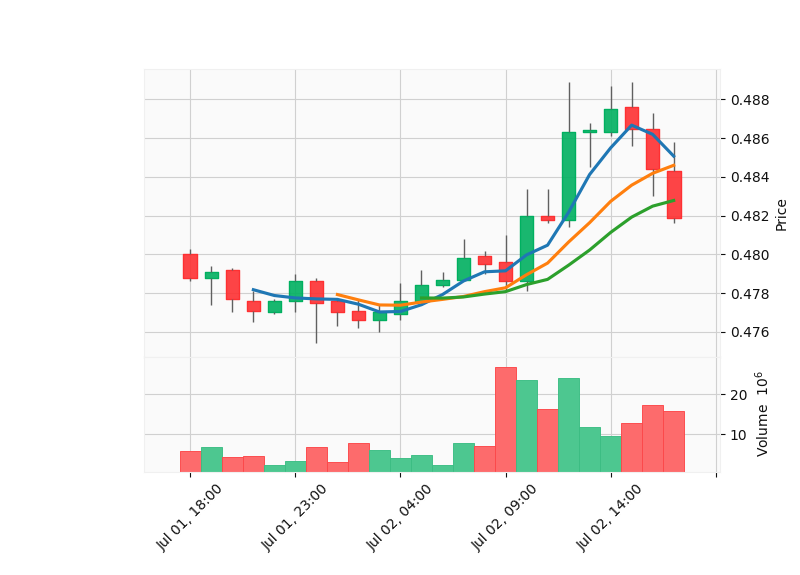 0.488
0.486
0.484
0.482
0.480
0.478
0.476
Price
20
10
Volume 10^6
Jul 01, 18:00
Jul 01, 23:00
Jul 02, 04:00
Jul 02, 09:00
Jul 02, 14:00